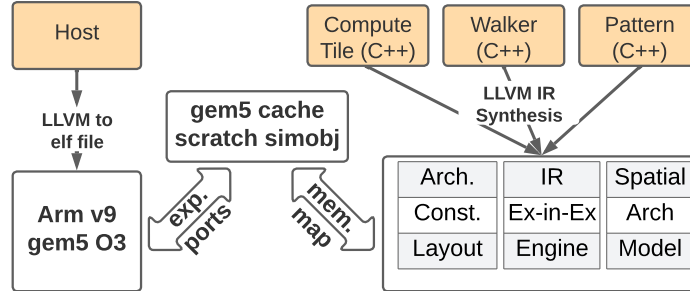 Host
Compute
Tile (C++)
Walker
(C++)
Pattern
(C++)
LLVM to
elf file
LLVM IR
Synthesis
gem5 cache
scratch simobj
Arm v9
gem5 O3
exp.
ports
mem.
map
Arch.
IR
Spatial
Const.
Ex-in-Ex
Arch
Layout
Engine
Model